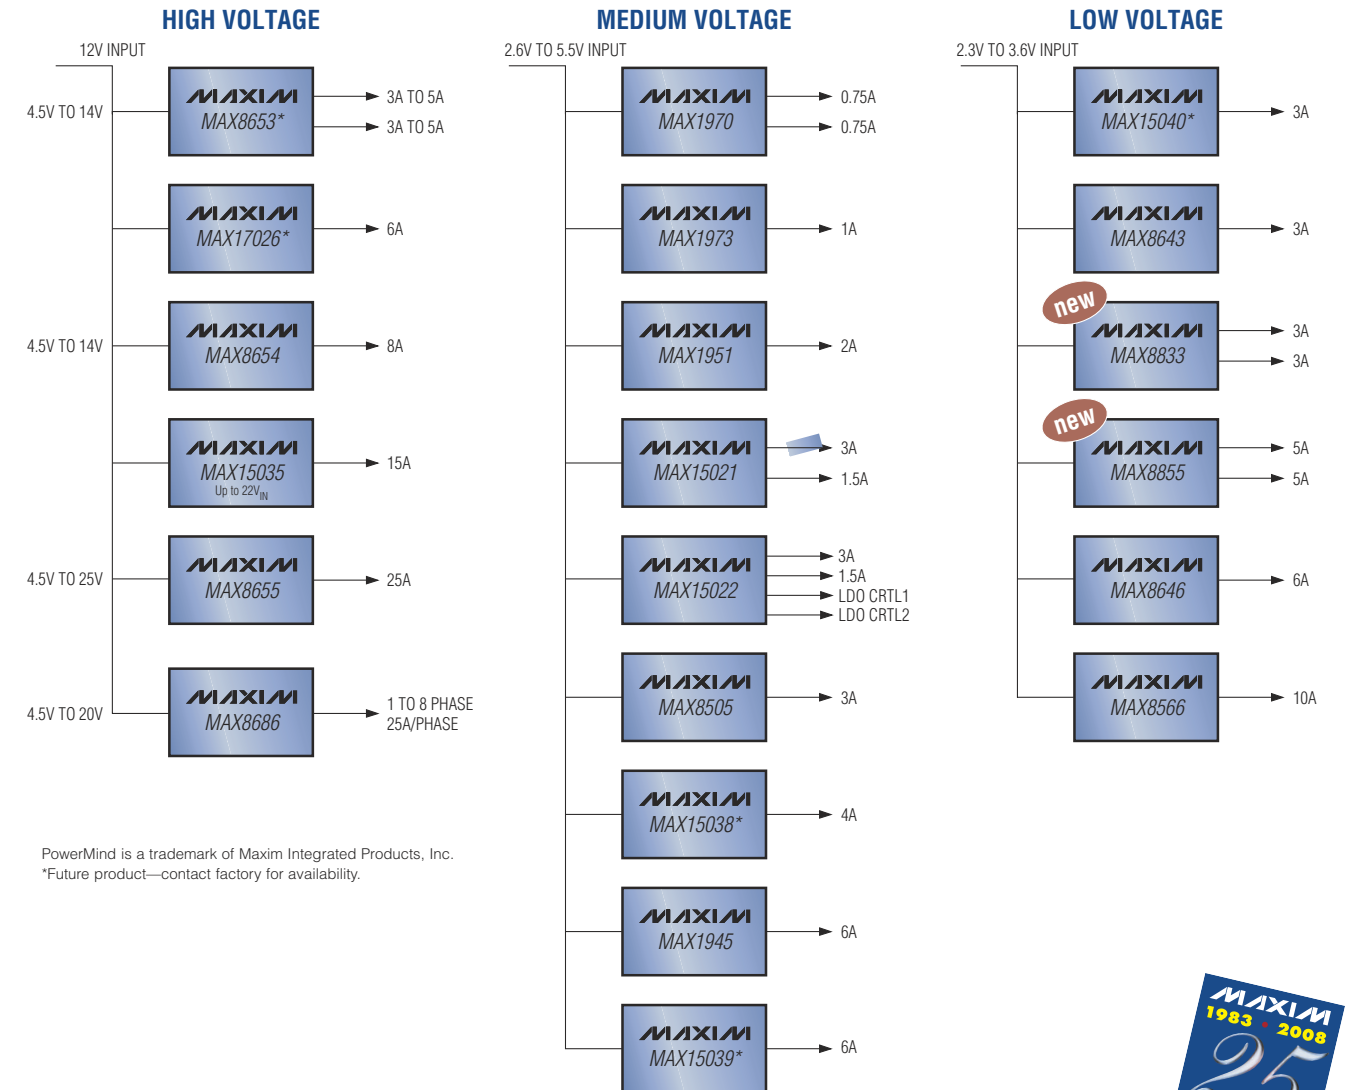 HIGH VOLTAGE
12V INPUT
4.5V TO 14V
MAXIM
MAX8653*
3A TO 5A
3A TO 5A
MAXIM
MAX17026*
6A
4.5V TO 14V
MAXIM
MAX8654
8A
MAXIM
MAX15035
Up to 22VIN
15A
4.5V TO 25V
MAXIM
MAX8655
25A
4.5V TO 20V
MAXIM
MAX8686
1 TO 8 PHASE
25A/PHASE
PowerMind is a trademark of Maxim Integrated Products, Inc.
*Future product—contact factory for availability.
MEDIUM VOLTAGE
2.6V TO 5.5V INPUT
MAXIM
MAX1970
0.75A
0.75A
MAXIM
MAX1973
1A
MAXIM
MAX1951
2A
MAXIM
MAX15021
3A
1.5A
MAXIM
MAX15022
3A
1.5A
LDO CRTL1
LDO CRTL2
MAXIM
MAX8505
3A
MAXIM
MAX15038*
4A
MAXIM
MAX1945
6A
MAXIM
MAX15039*
6A
LOW VOLTAGE
2.3V TO 3.6V INPUT
MAXIM
MAX15040*
3A
MAXIM
MAX8643
3A
new
MAXIM
MAX8833
3A
3A
new
MAXIM
MAX8855
5A
5A
MAXIM
MAX8646
6A
MAXIM
MAX8566
10A
MAXIM
1983 • 2008
25